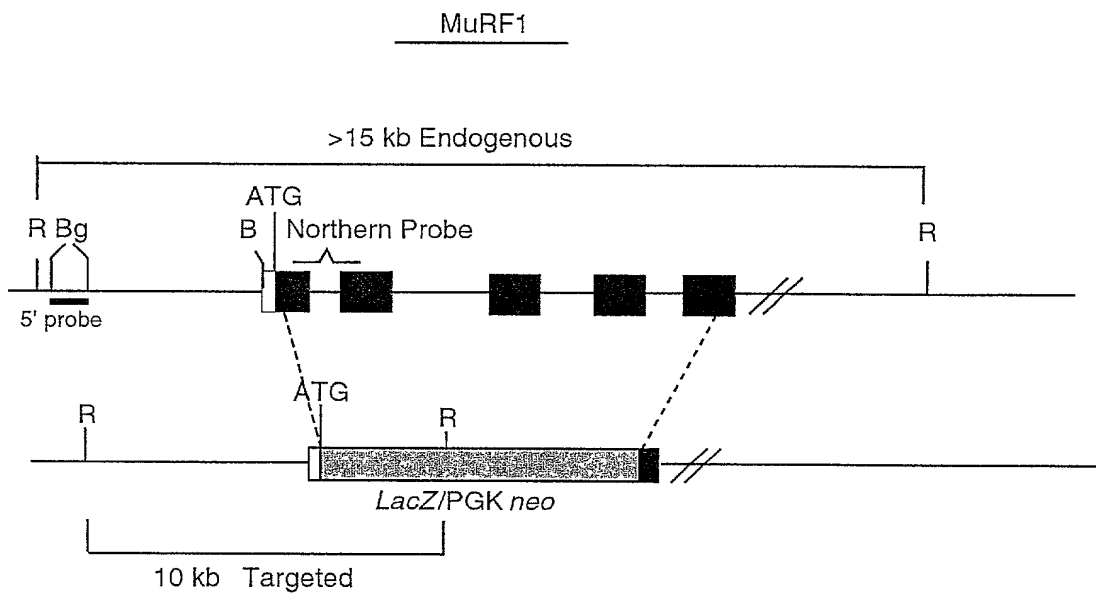 MuRF1
>15 kb Endogenous
ATG
R Bg B Northern Probe R
5' probe
ATG
R R
LacZ/PGK neo
10 kb Targeted